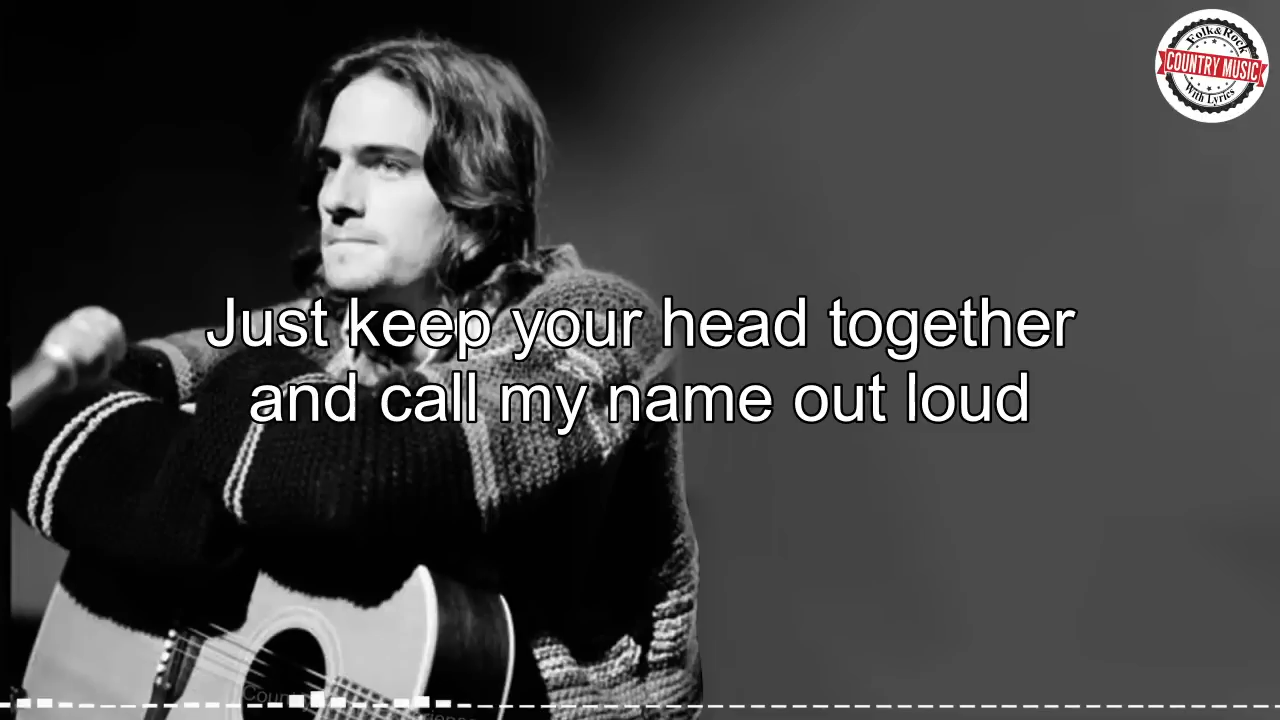 Folk&Rock
COUNTRY MUSIC
With Lyrics
Just keep your head together
and call my name out loud